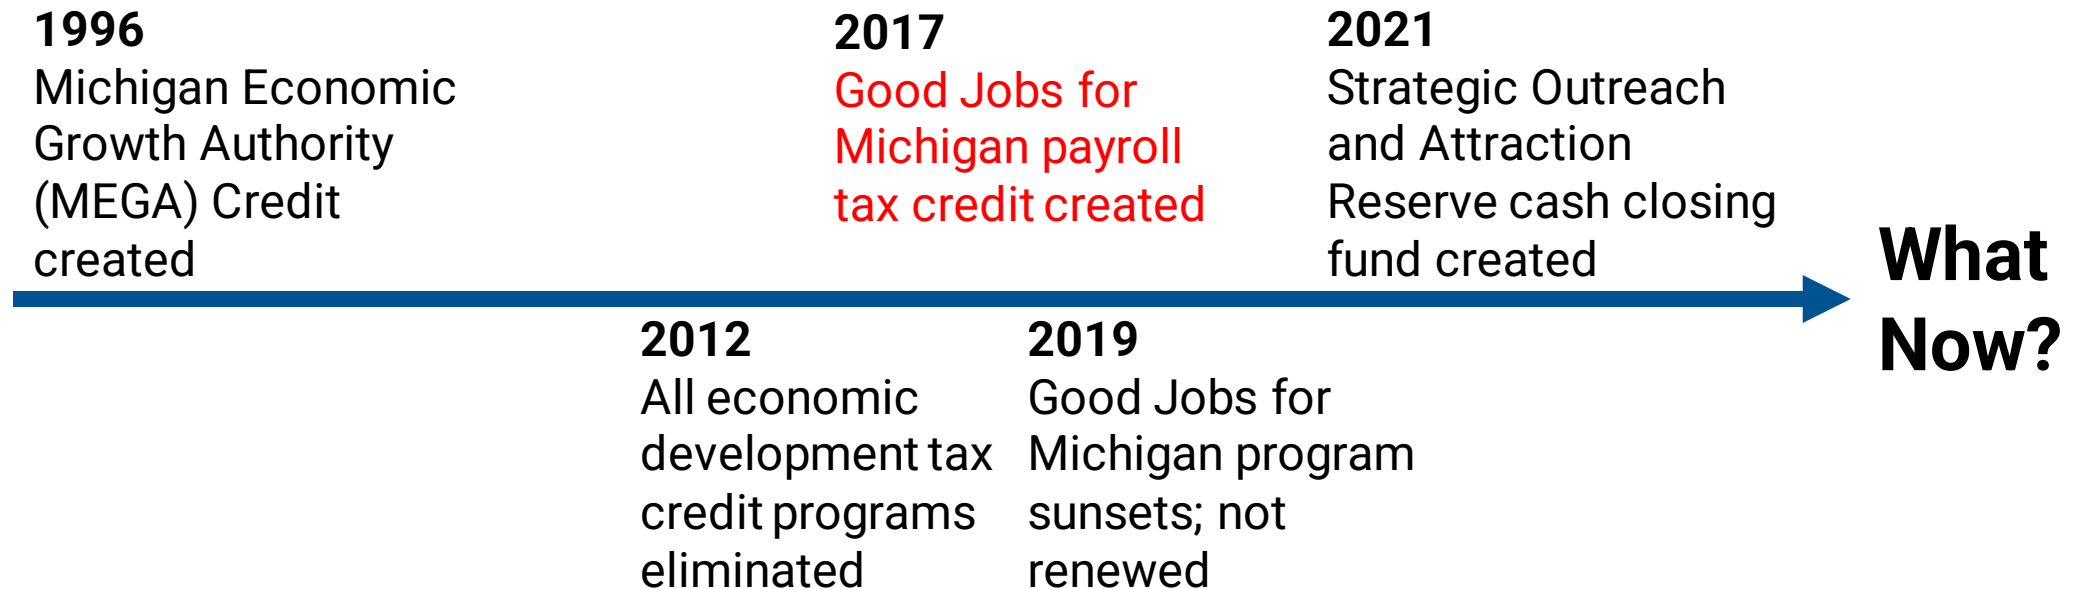 1996
Michigan Economic
Growth Authority
(MEGA) Credit
created
2012
All economic
development tax
credit programs
eliminated
2017
Good Jobs for
Michigan payroll
tax credit created
2019
Good Jobs for
Michigan program
sunsets; not
renewed
2021
Strategic Outreach
and Attraction
Reserve cash closing
fund created
What
Now?